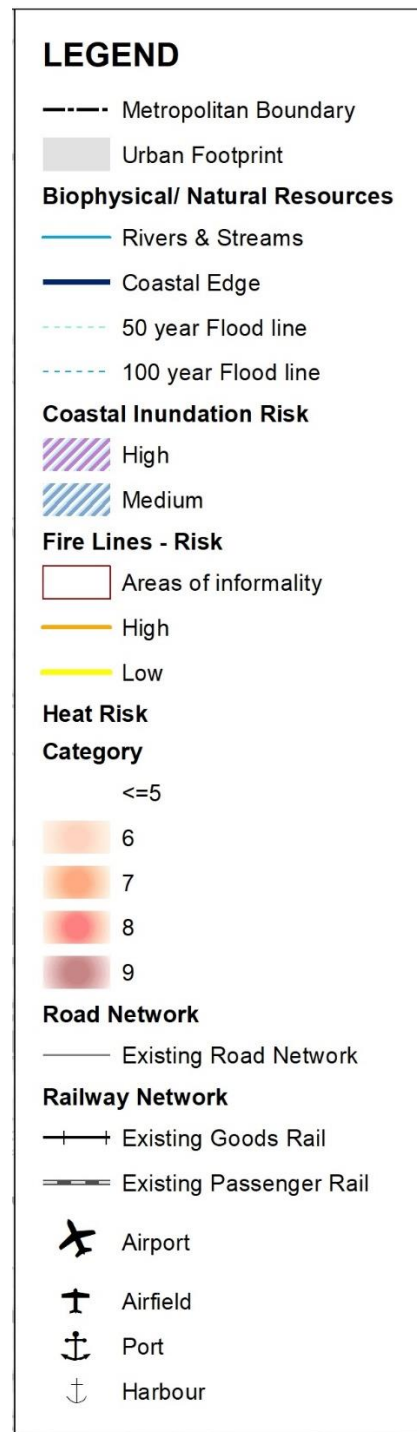 LEGEND
Metropolitan Boundary
Urban Footprint
Biophysical/ Natural Resources
Rivers & Streams
Coastal Edge
50 year Flood line
100 year Flood line
Coastal Inundation Risk
High
Medium
Fire Lines - Risk
Areas of informality
High
Low
Heat Risk
Category
<=5
6
7
8
9
Road Network
Existing Road Network
Railway Network
Existing Goods Rail
Existing Passenger Rail
Airport
Airfield
Port
Harbour